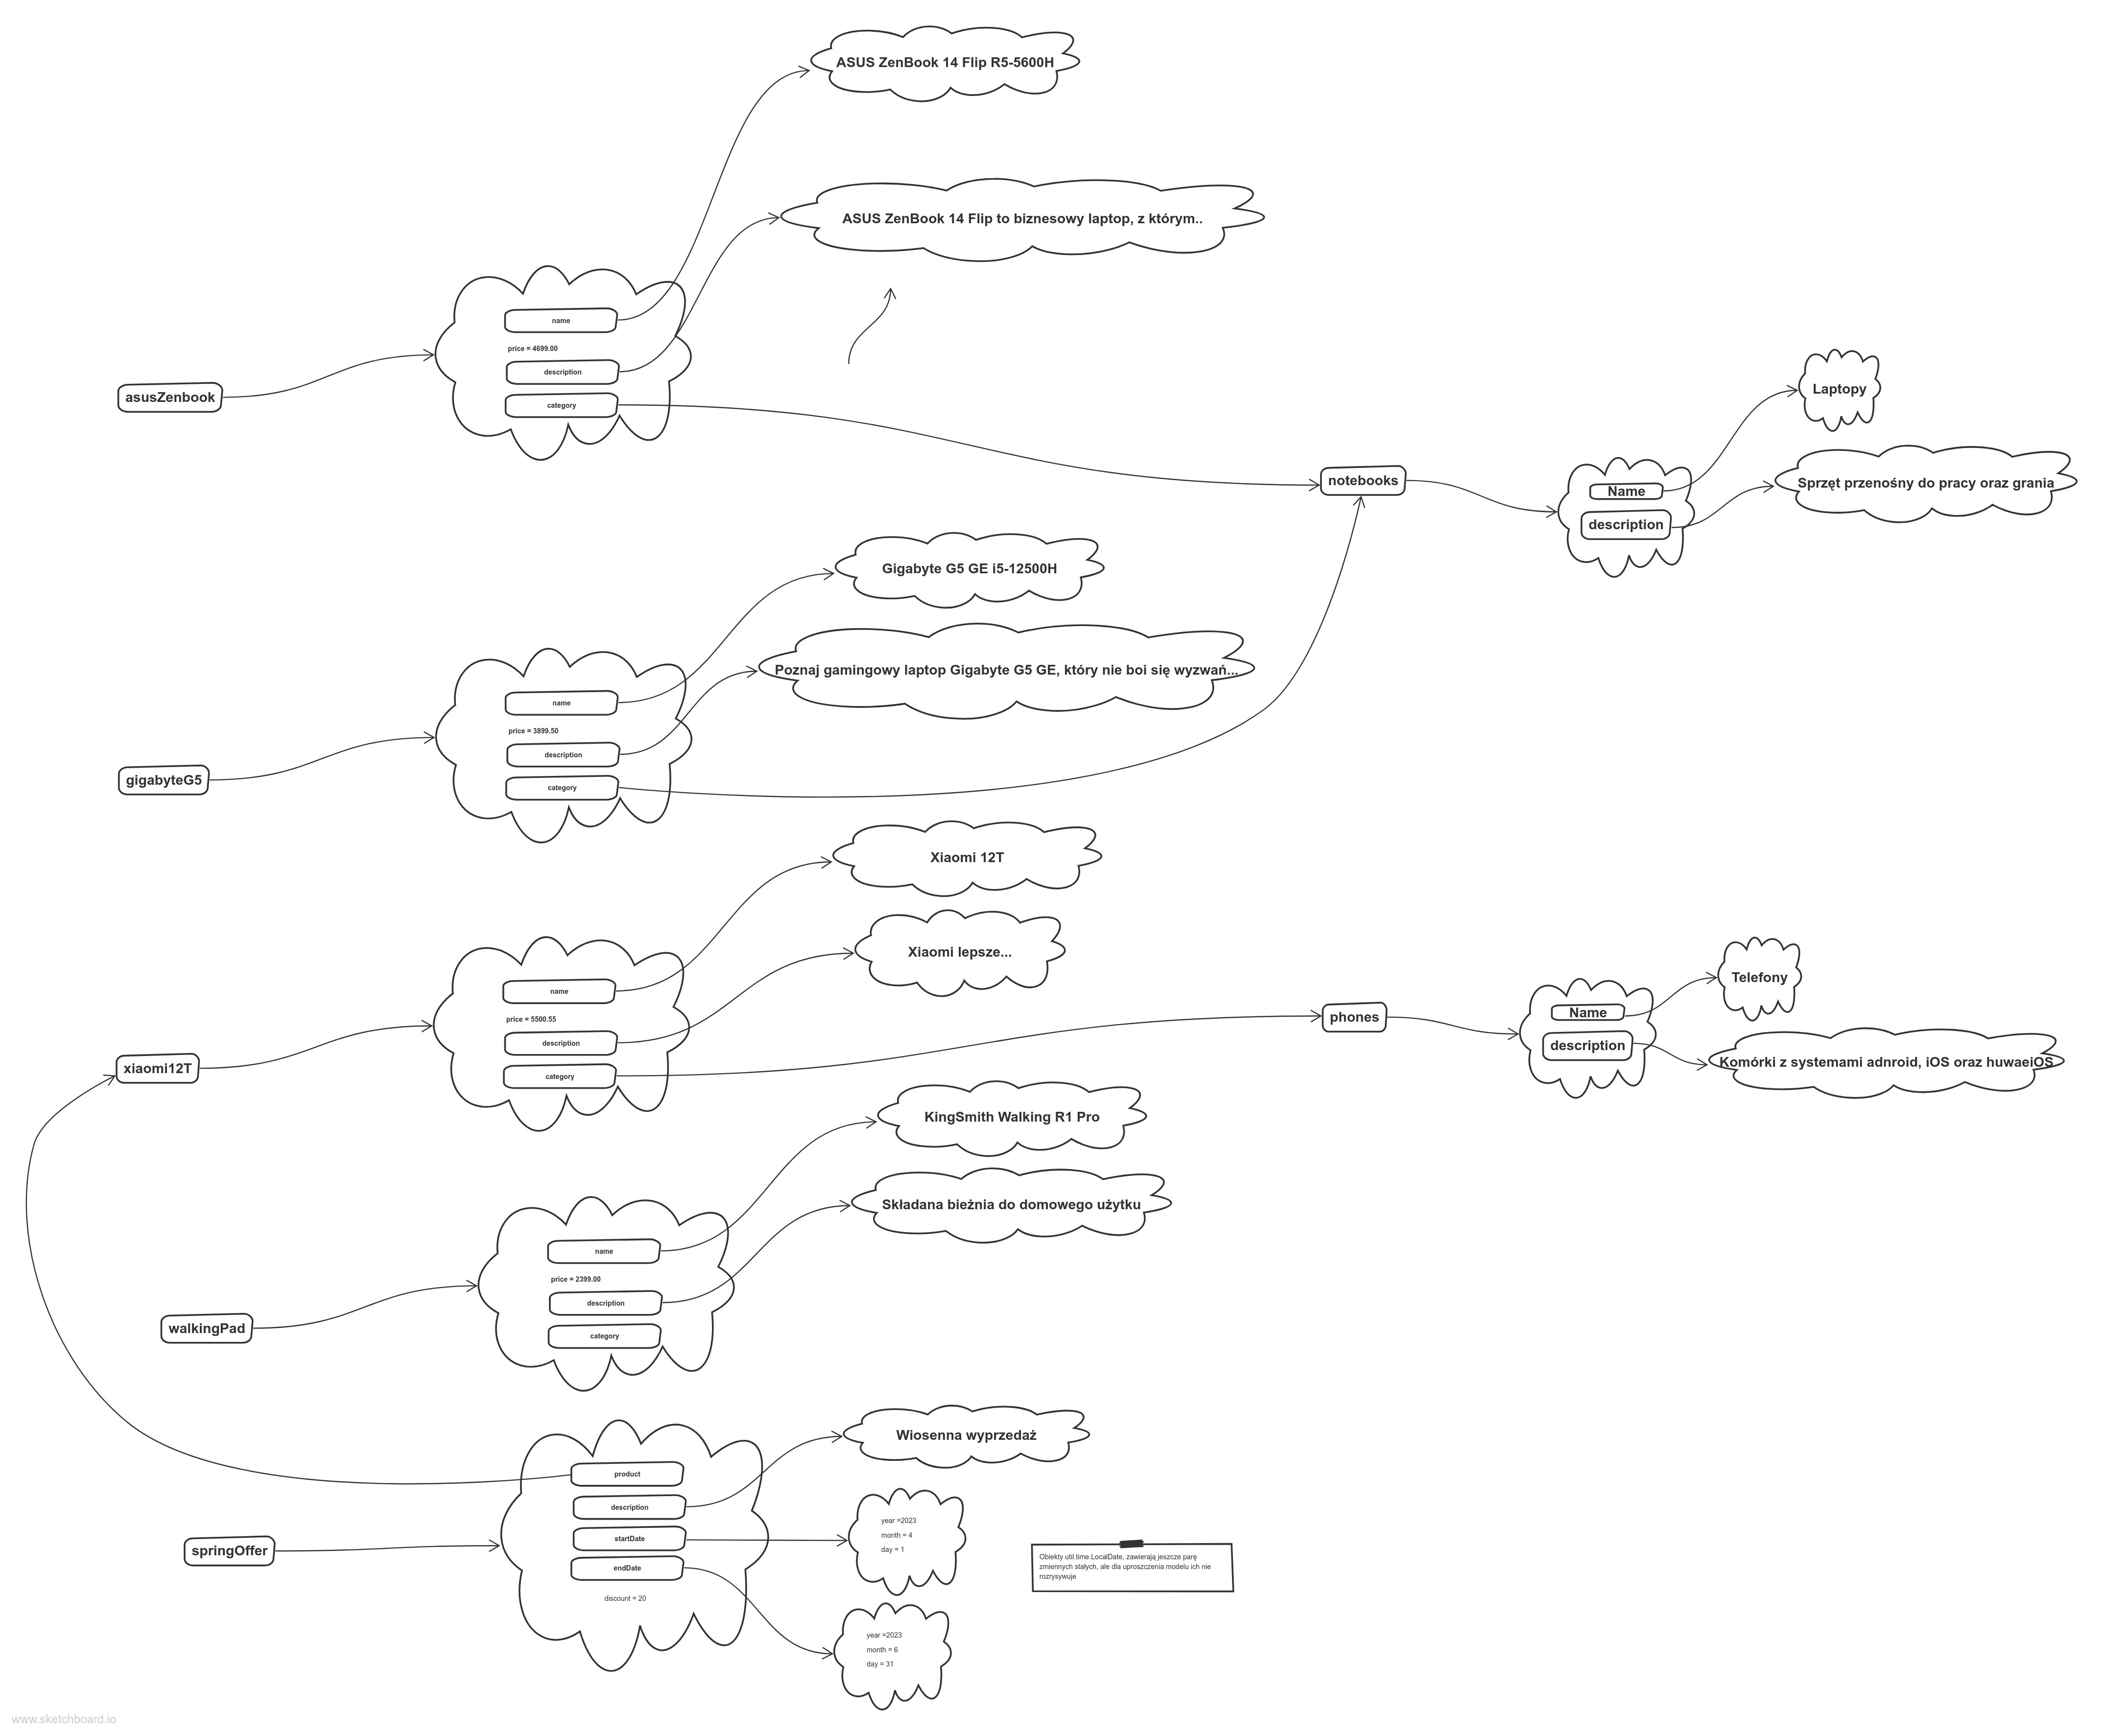 ASUS ZenBook 14 Flip R5-5600H
ASUS ZenBook 14 Flip to biznesowy laptop, z którym..
name
price = 4699.00
description
category
asusZenbook
Laptopy
notebooks
Name
description
Sprzęt przenośny do pracy oraz grania
Gigabyte G5 GE i5-12500H
Poznaj gamingowy laptop Gigabyte G5 GE, który nie boi się wyzwań...
name
price = 3899.50
description
category
gigabyteG5
Xiaomi 12T
Xiaomi lepsze...
name
price = 5500.55
description
category
xiaomi12T
phones
Telefony
Name
description
Komórki z systemami adnroid, iOS oraz huwaeiOS
KingSmith Walking R1 Pro
Składana bieżnia do domowego użytku
name
price = 2399.00
description
category
walkingPad
Wiosenna wyprzedaż
product
description
startDate
endDate
discount = 20
springOffer
year =2023
month = 4
day = 1
Obiekty util.time.LocalDate, zawierają jeszcze parę
zmiennych stałych, ale dla uproszczenia modelu ich nie
rozrysywuje
year =2023
month = 6
day = 31
www.sketchboard.io